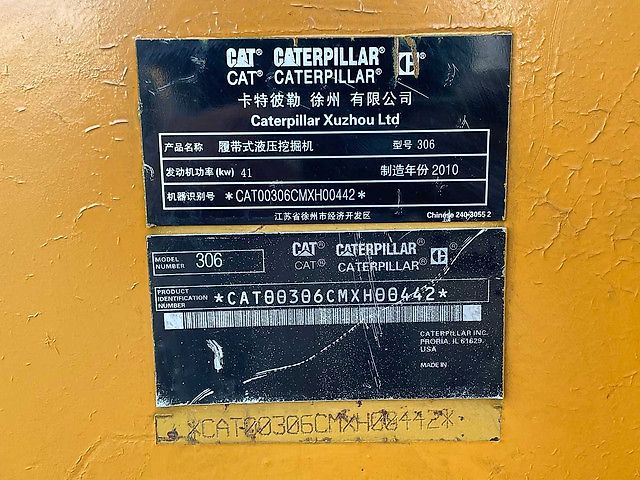 CAT® CATERPILLAR® CE
CAT® CATERPILLAR®
卡特彼勒 徐州 有限公司
Caterpillar Xuzhou Ltd
产品名称 履带式液压挖掘机 型号 306
发动机功率(kw) 41 制造年份 2010
机器识别号 *CAT00306CMXH00442*
江苏省徐州市经济开发区 Chinese 240-3055 2
MODEL NUMBER 306
CAT® CATERPILLAR®
CAT® CATERPILLAR®
PRODUCT IDENTIFICATION NUMBER *CAT00306CMXH00442*
CATERPILLAR INC.
PRORIA, IL 61629.
USA
MADE IN
*CAT00306CMXH00442*